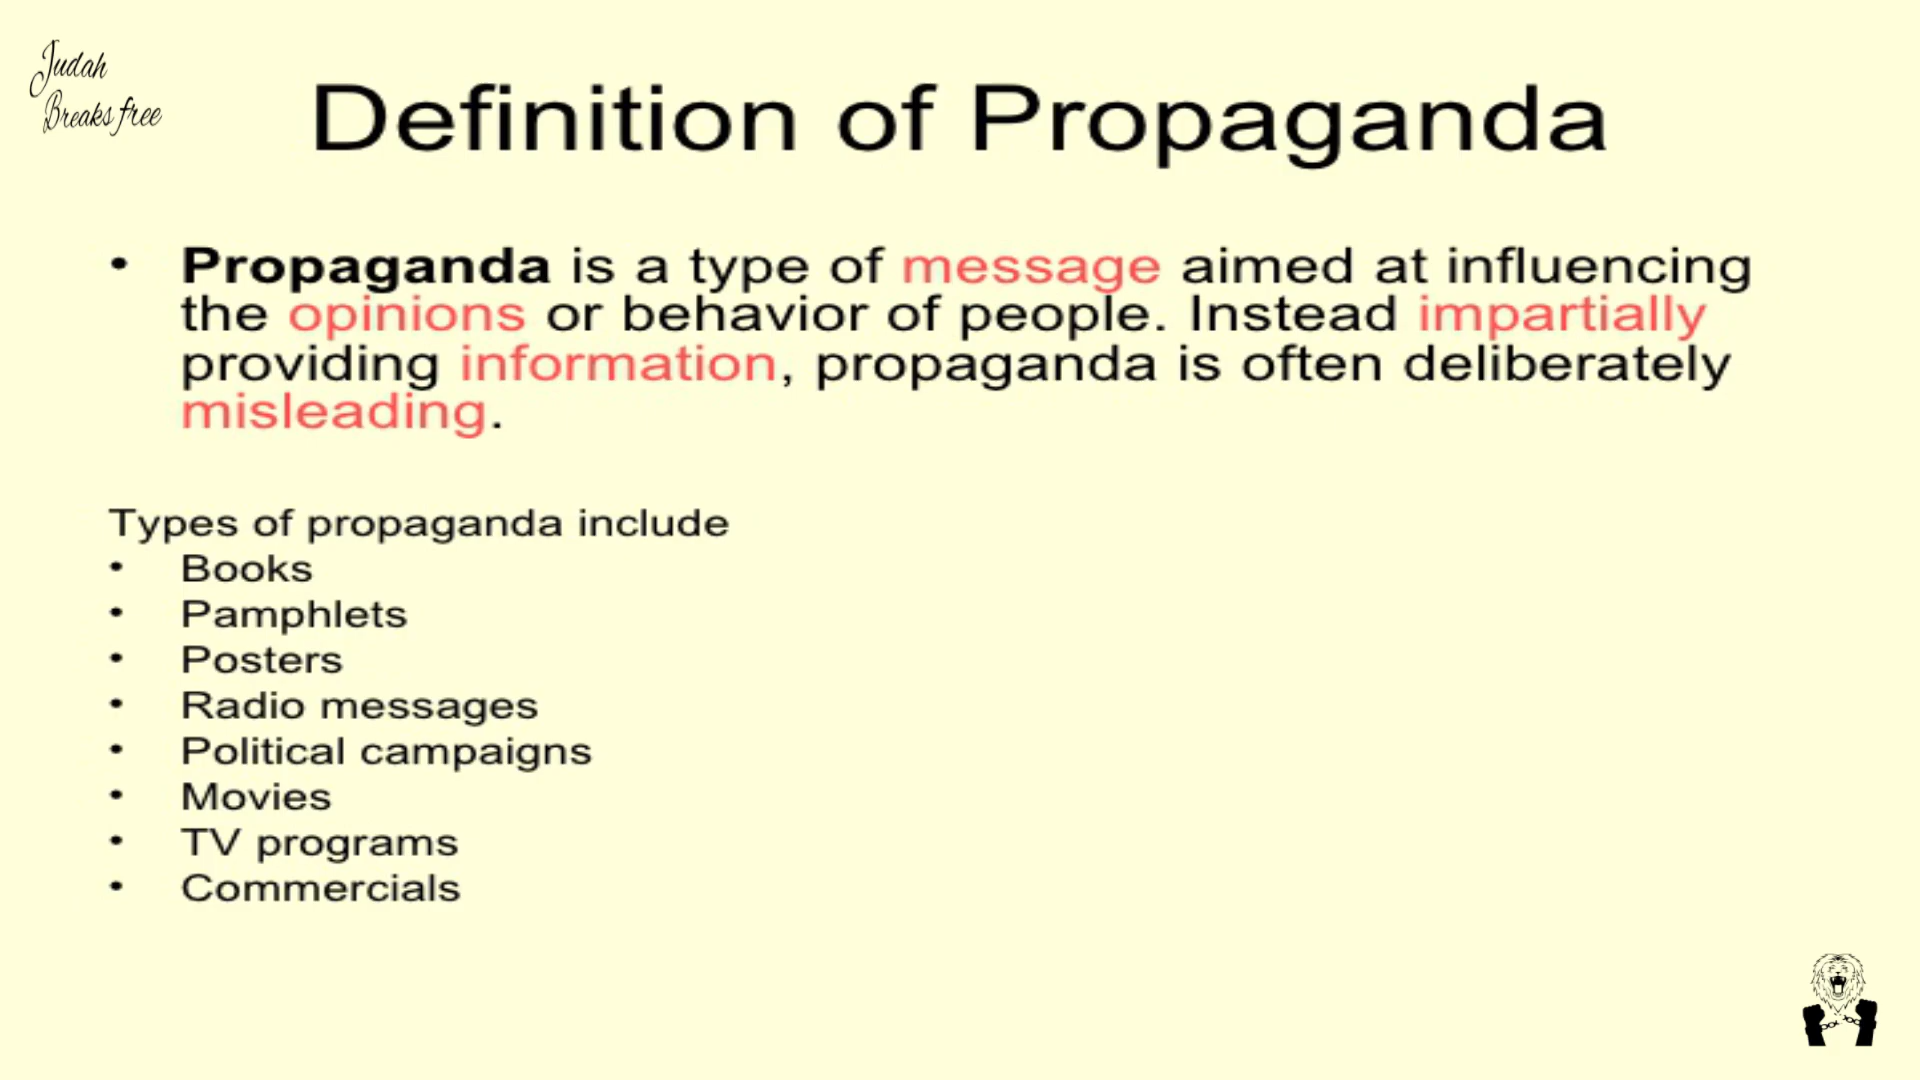 Judah
Breaks free
Definition of Propaganda
• Propaganda is a type of message aimed at influencing
the opinions or behavior of people. Instead impartially
providing information, propaganda is often deliberately
misleading.
Types of propaganda include
• Books
• Pamphlets
• Posters
• Radio messages
• Political campaigns
• Movies
• TV programs
• Commercials